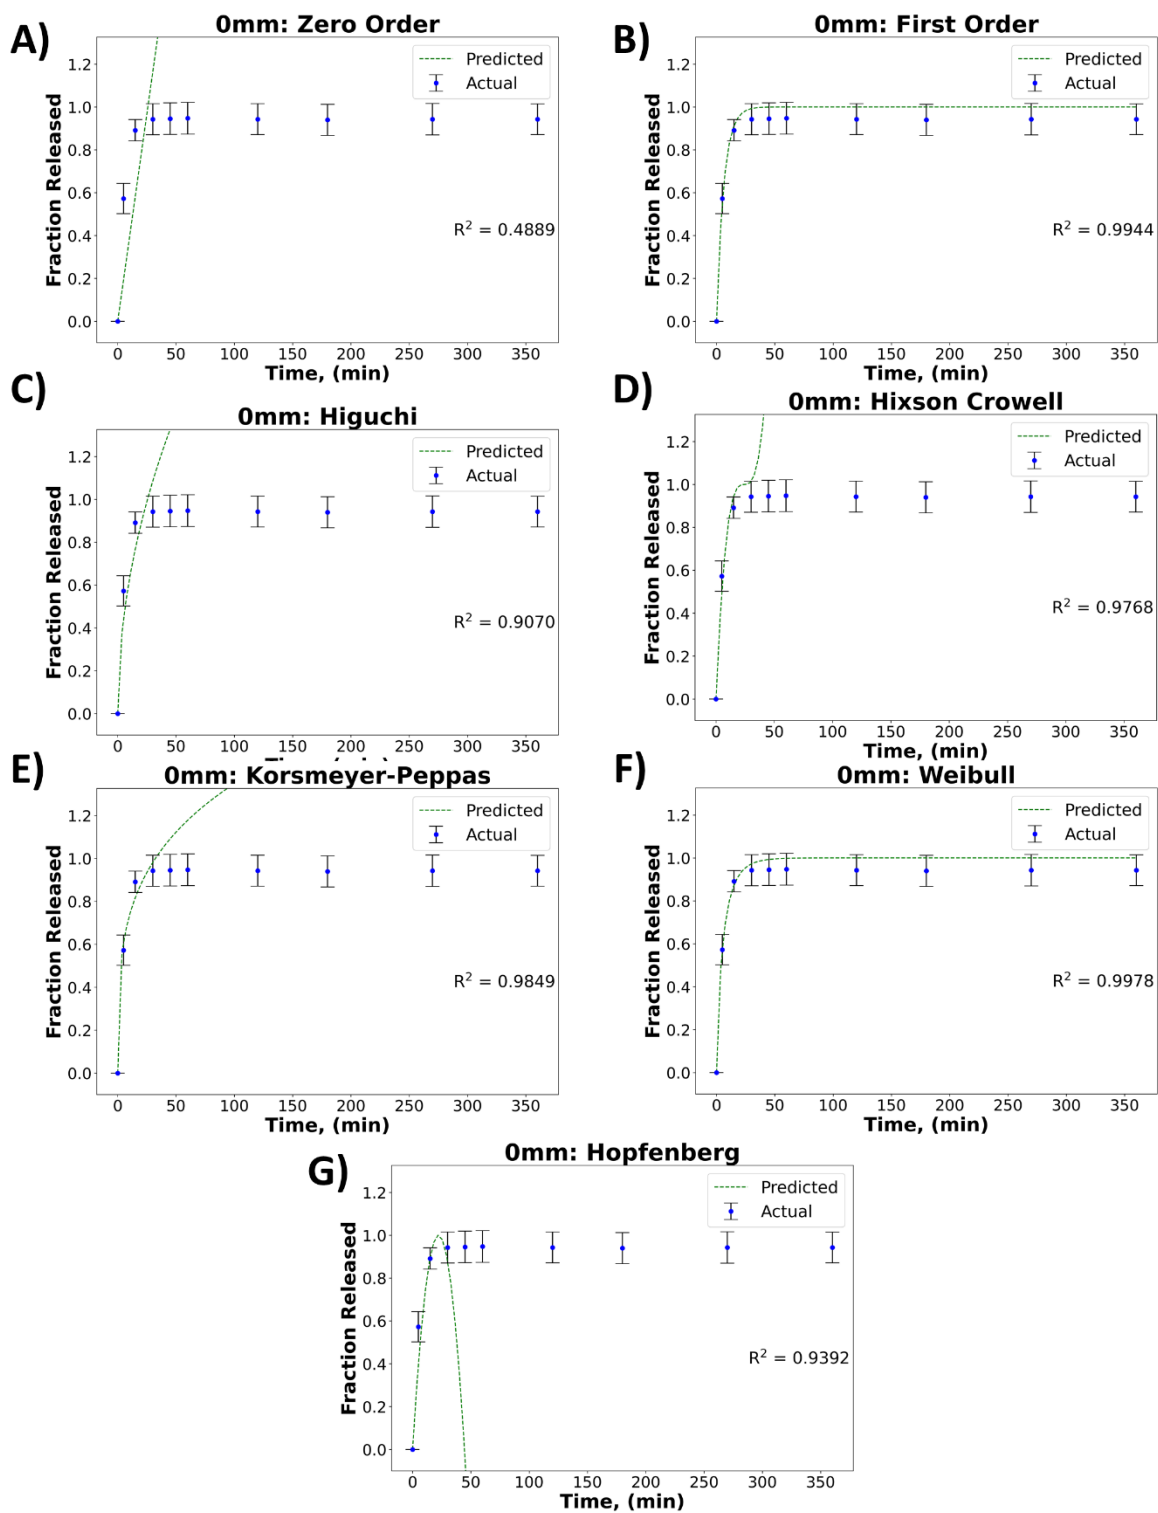 A)
0mm: Zero Order
Fraction Released
1.2
1.0
0.8
0.6
0.4
0.2
0.0
Predicted
Actual
R² = 0.4889
0 50 100 150 200 250 300 350
Time, (min)
B)
0mm: First Order
Fraction Released
1.2
1.0
0.8
0.6
0.4
0.2
0.0
Predicted
Actual
R² = 0.9944
0 50 100 150 200 250 300 350
Time, (min)
C)
0mm: Higuchi
Fraction Released
1.2
1.0
0.8
0.6
0.4
0.2
0.0
Predicted
Actual
R² = 0.9070
0 50 100 150 200 250 300 350
Time, (min)
D)
0mm: Hixson Crowell
Fraction Released
1.2
1.0
0.8
0.6
0.4
0.2
0.0
Predicted
Actual
R² = 0.9768
0 50 100 150 200 250 300 350
Time, (min)
E)
0mm: Korsmeyer-Peppas
Fraction Released
1.2
1.0
0.8
0.6
0.4
0.2
0.0
Predicted
Actual
R² = 0.9849
0 50 100 150 200 250 300 350
Time, (min)
F)
0mm: Weibull
Fraction Released
1.2
1.0
0.8
0.6
0.4
0.2
0.0
Predicted
Actual
R² = 0.9978
0 50 100 150 200 250 300 350
Time, (min)
G)
0mm: Hopfenberg
Fraction Released
1.2
1.0
0.8
0.6
0.4
0.2
0.0
Predicted
Actual
R² = 0.9392
0 50 100 150 200 250 300 350
Time, (min)